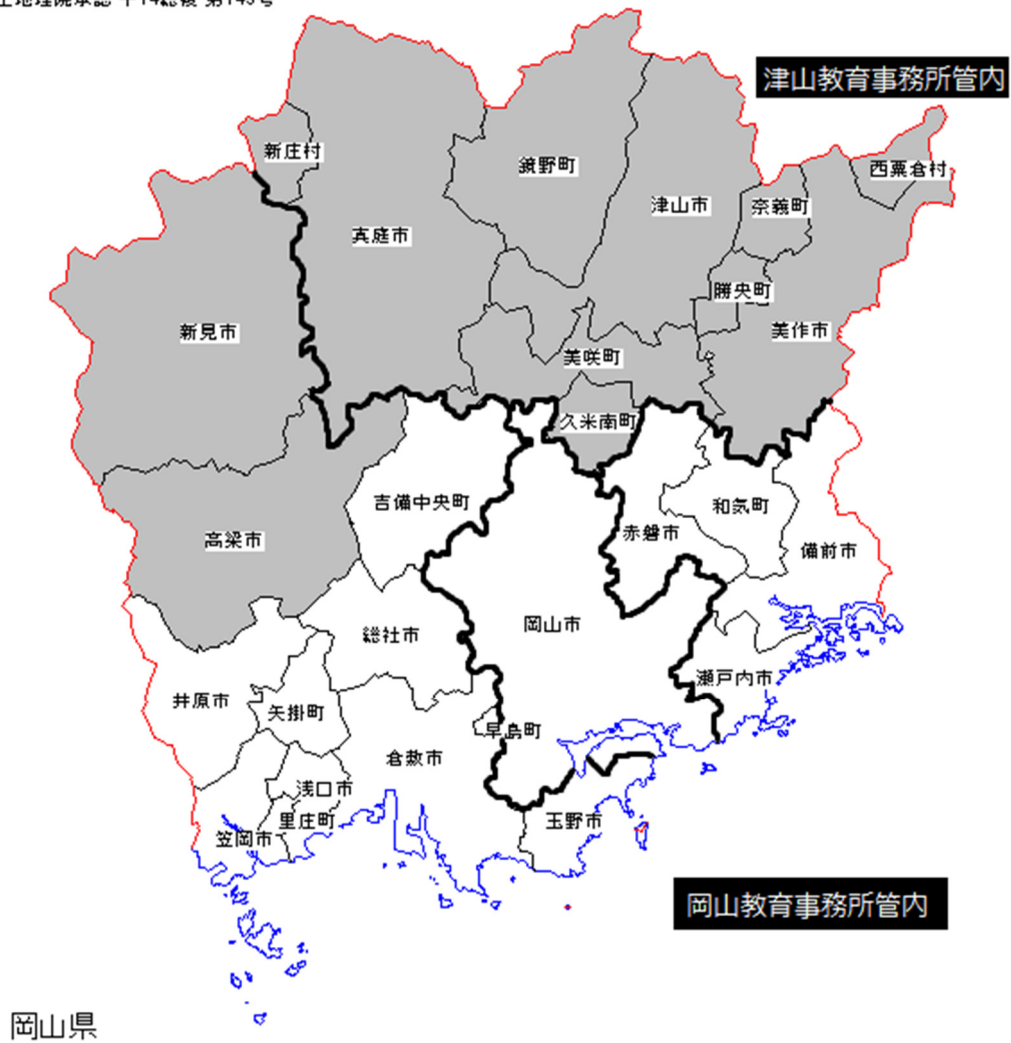 津山教育事務所管内
新庄村
鏡野町
西粟倉村
津山市
奈義町
真庭市
勝央町
新見市
美作市
美咲町
久米南町
吉備中央町
和気町
赤磐市
高梁市
備前市
岡山市
総社市
瀬戸内市
井原市
矢掛町
早島町
倉敷市
浅口市
里庄町
玉野市
笠岡市
岡山教育事務所管内
岡山県